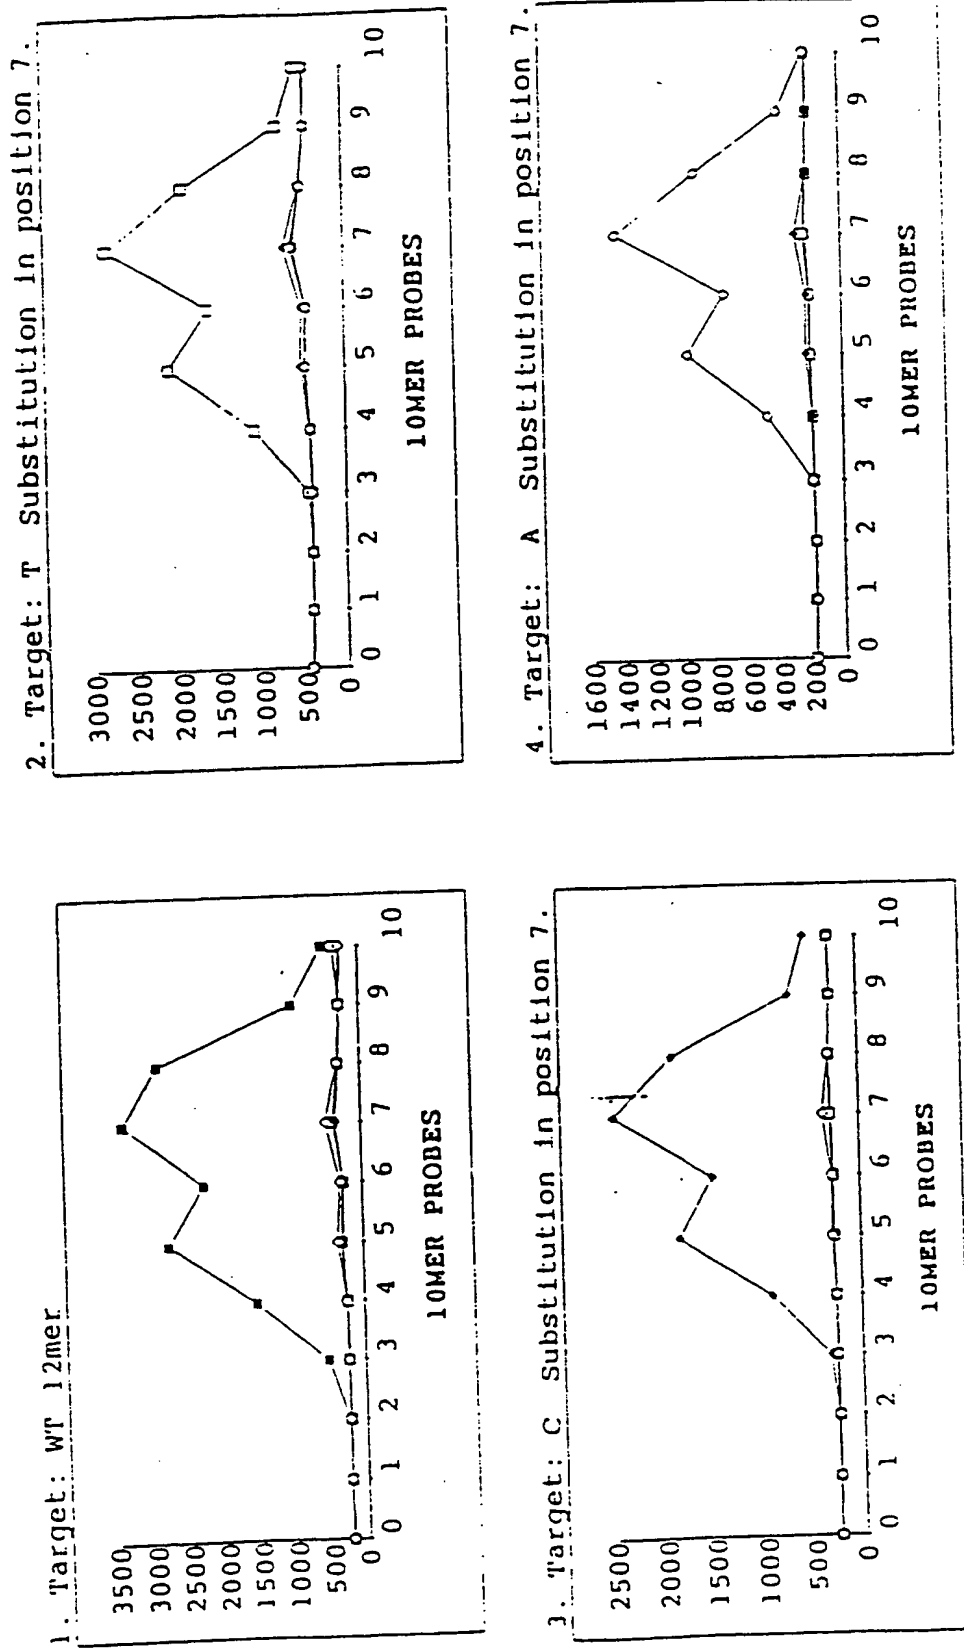 1. Target: WT 12mer
3500
3000
2500
2000
1500
1000
500
0
0 1 2 3 4 5 6 7 8 9 10
10MER PROBES
2. Target: T Substitution in position 7.
3000
2500
2000
1500
1000
500
0
0 1 2 3 4 5 6 7 8 9 10
10MER PROBES
3. Target: C Substitution in position 7.
2500
2000
1500
1000
500
0
0 1 2 3 4 5 6 7 8 9 10
10MER PROBES
4. Target: A Substitution in position 7.
1600
1400
1200
1000
800
600
400
200
0
0 1 2 3 4 5 6 7 8 9 10
10MER PROBES